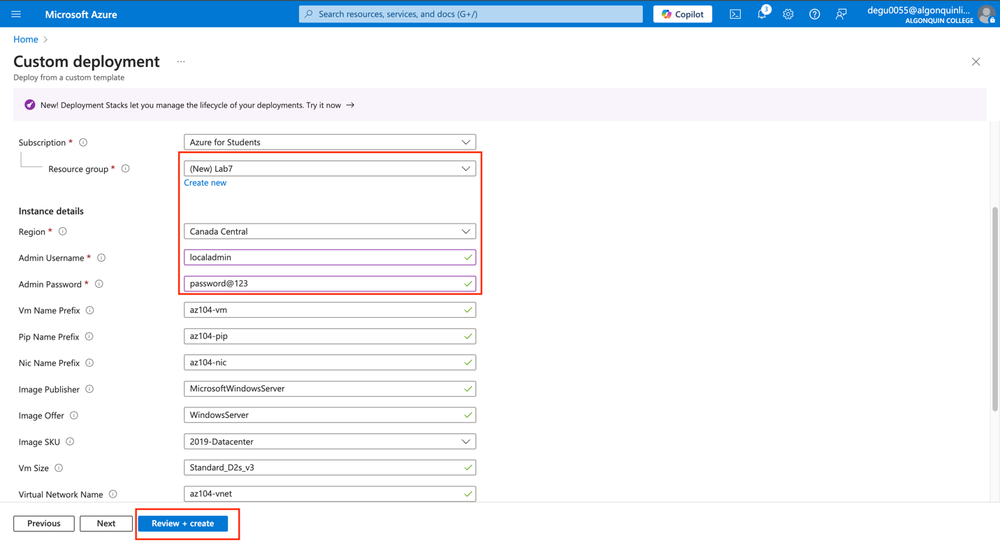 Microsoft Azure
Search resources, services, and docs (G+/)
Copilot
3
degu0055@algonquinli...
ALGONQUIN COLLEGE
Home
Custom deployment ...
Deploy from a custom template
New! Deployment Stacks let you manage the lifecycle of your deployments. Try it now →
Subscription * Azure for Students
Resource group * (New) Lab7
Create new
Instance details
Region * Canada Central
Admin Username * localadmin
Admin Password * password@123
Vm Name Prefix az104-vm
Pip Name Prefix az104-pip
Nic Name Prefix az104-nic
Image Publisher MicrosoftWindowsServer
Image Offer WindowsServer
Image SKU 2019-Datacenter
Vm Size Standard_D2s_v3
Virtual Network Name az104-vnet
Previous Next Review + create